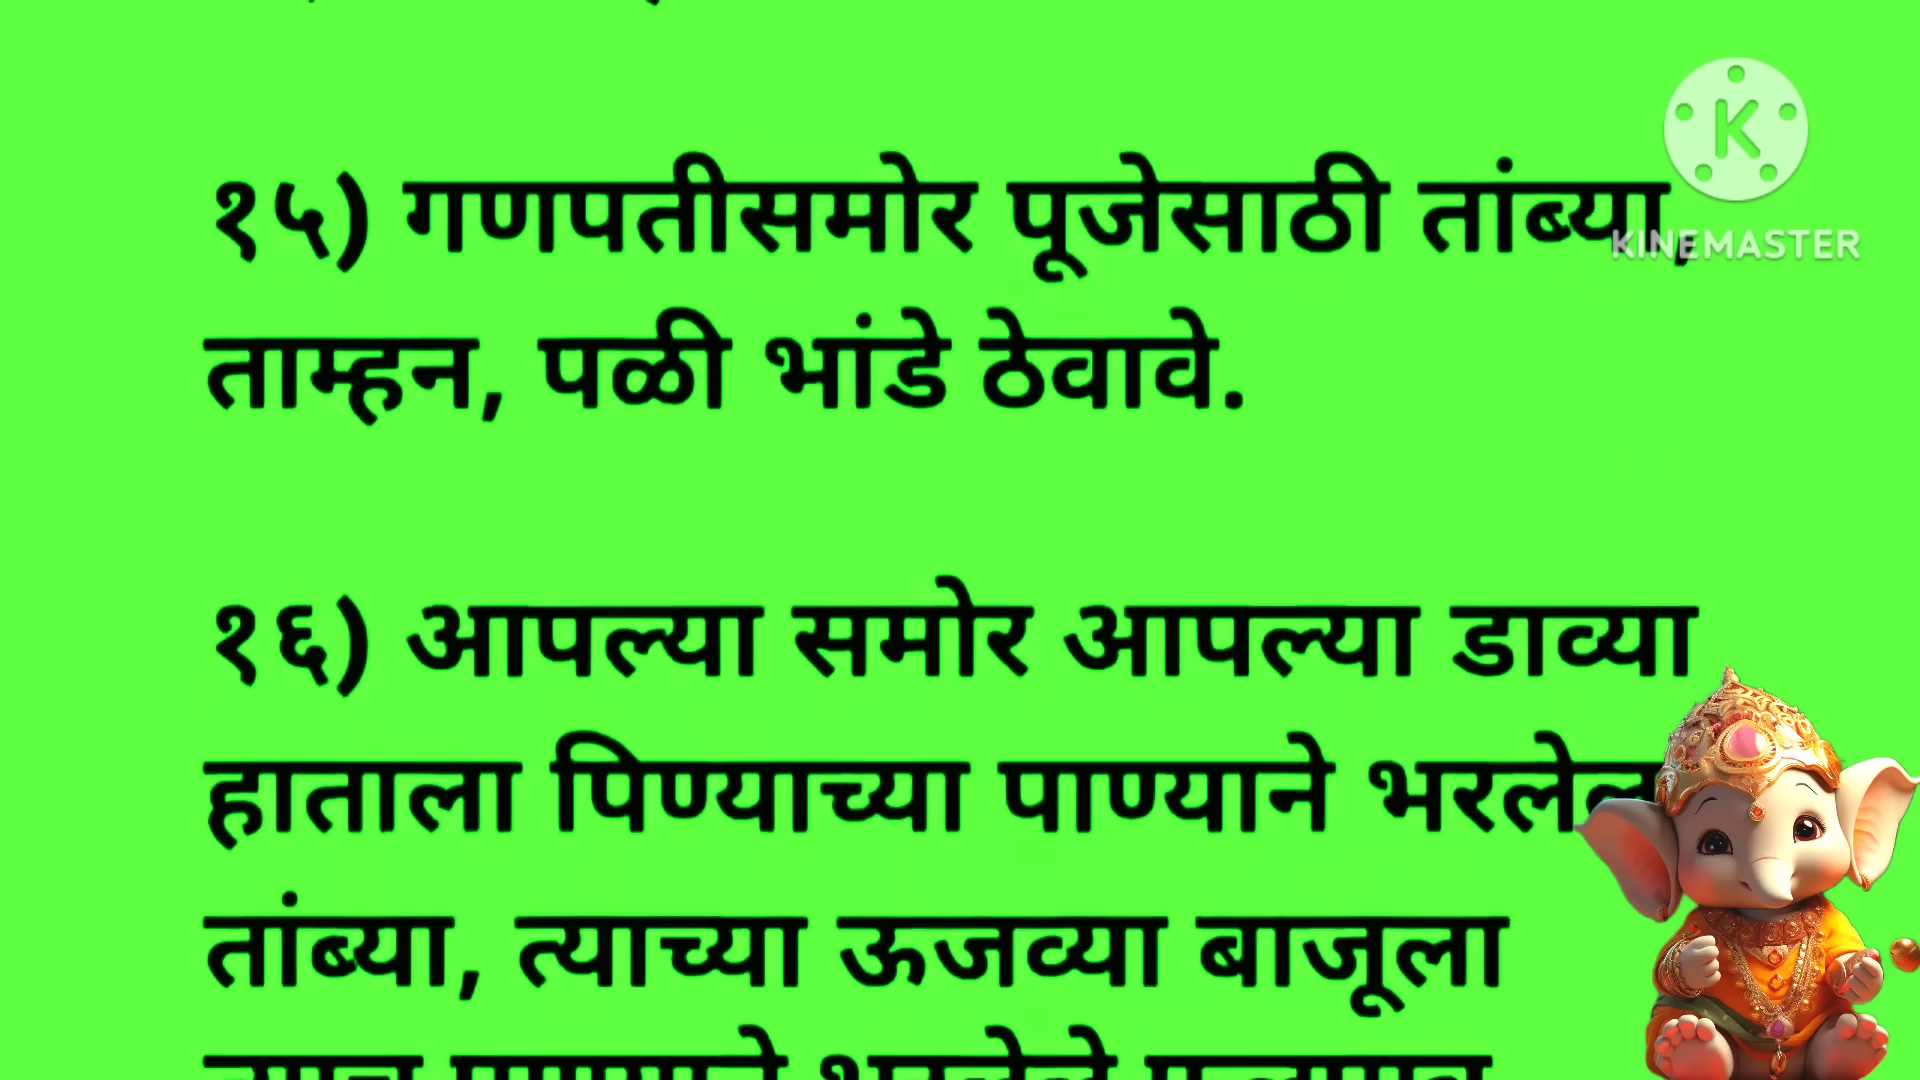 K
KINEMASTER
१५) गणपतीसमोर पूजेसाठी तांब्या,
ताम्हन, पळी भांडे ठेवावे.
१६) आपल्या समोर आपल्या डाव्या
हाताला पिण्याच्या पाण्याने भरलेला
तांब्या, त्याच्या ऊजव्या बाजूला